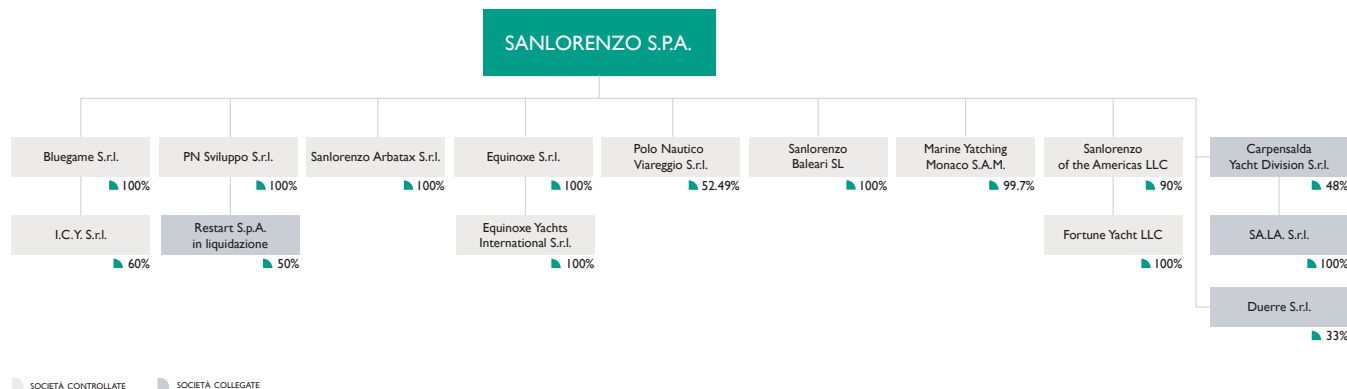 SANLORENZO S.P.A.
Bluegame S.r.l.
100%
PN Sviluppo S.r.l.
100%
Sanlorenzo Arbatax S.r.l.
100%
Equinoxe S.r.l.
100%
Polo Nautico
Viareggio S.r.l.
52.49%
Sanlorenzo
Baleari SL
100%
Marine Yatching
Monaco S.A.M.
99.7%
Sanlorenzo
of the Americas LLC
90%
Carpensalda
Yacht Division S.r.l.
48%
I.C.Y. S.r.l.
60%
Restart S.p.A.
in liquidazione
50%
Equinoxe Yachts
International S.r.l.
100%
Fortune Yacht LLC
100%
SA.LA. S.r.l.
100%
Duerre S.r.l.
33%
SOCIETÀ CONTROLLATE
SOCIETÀ COLLEGATE